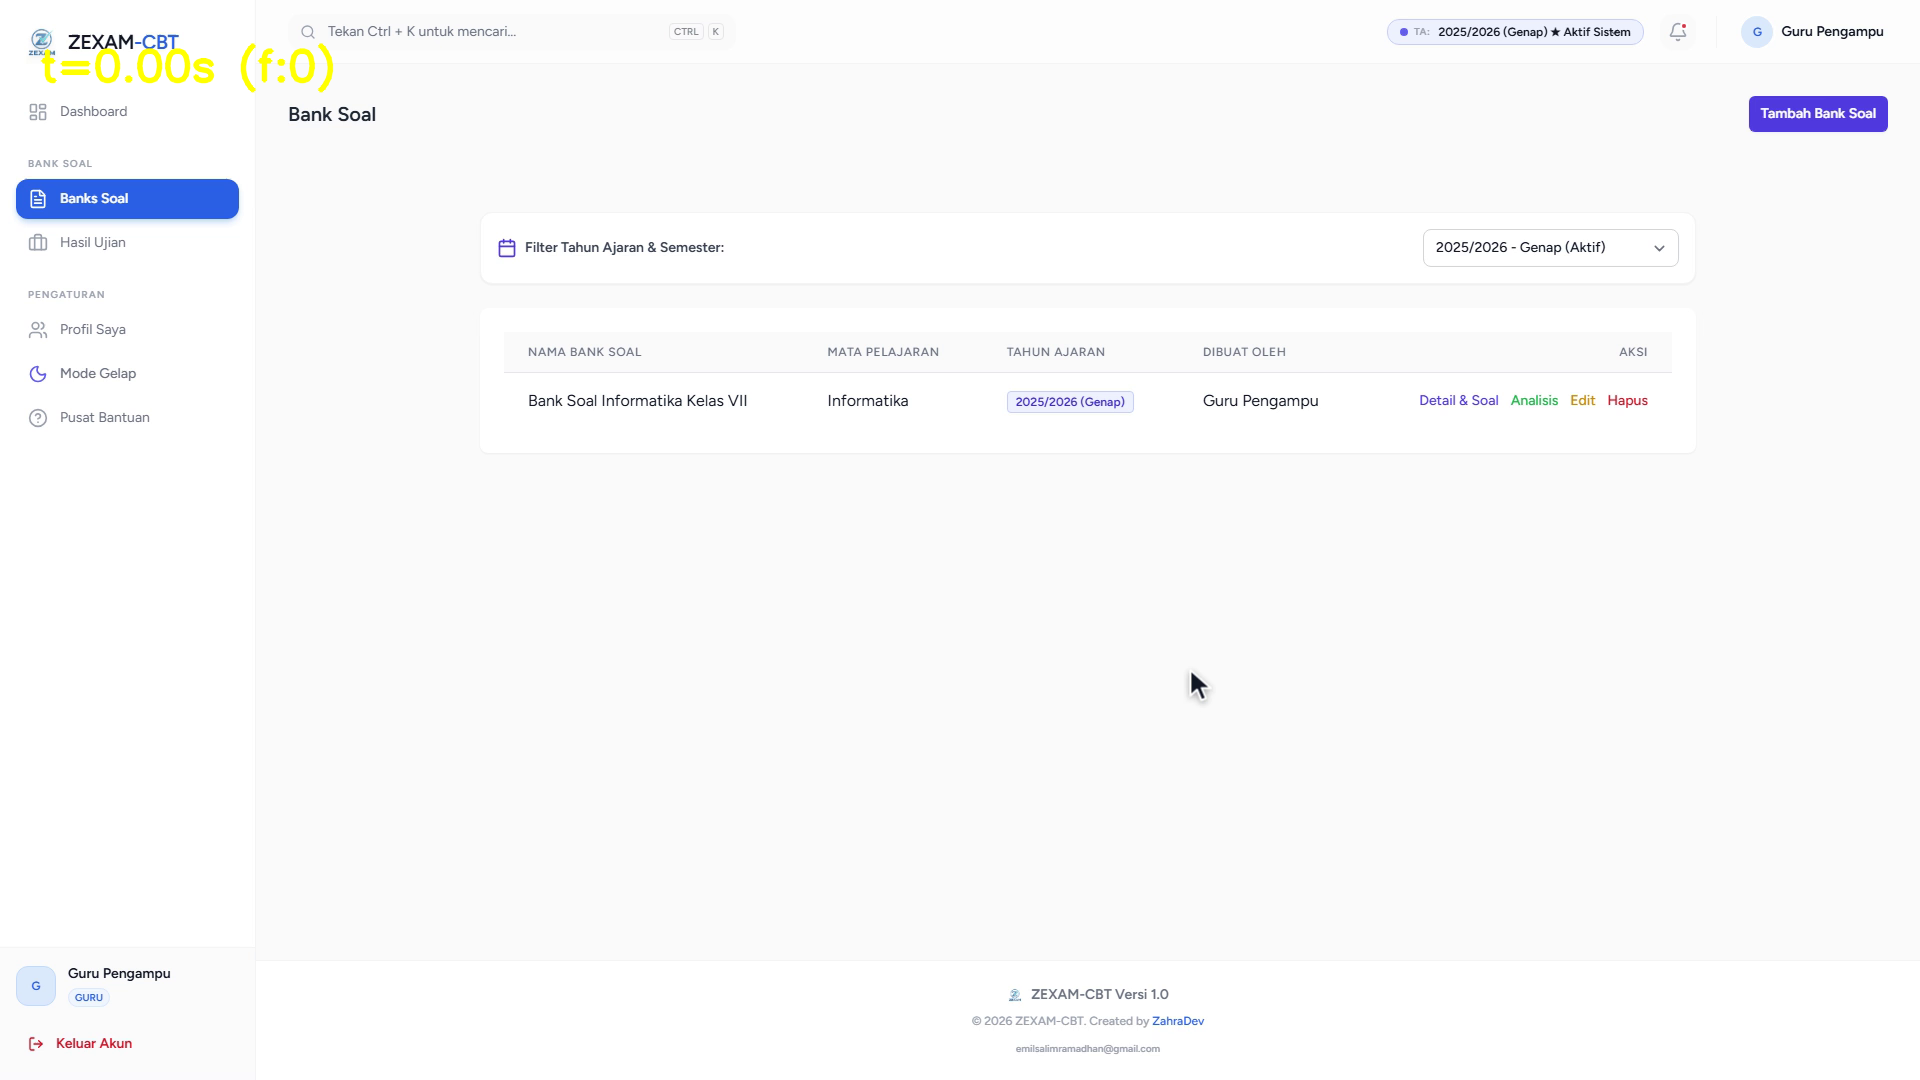 ZEXAM-CBT
ZEXAM
t=0.00s (f:0)
Tekan Ctrl + K untuk mencari...
CTRL K
TA: 2025/2026 (Genap) ★ Aktif Sistem
G
Guru Pengampu
Dashboard
BANK SOAL
Banks Soal
Hasil Ujian
PENGATURAN
Profil Saya
Mode Gelap
Pusat Bantuan
Bank Soal
Tambah Bank Soal
Filter Tahun Ajaran & Semester:
2025/2026 - Genap (Aktif)
NAMA BANK SOAL MATA PELAJARAN TAHUN AJARAN DIBUAT OLEH AKSI
Bank Soal Informatika Kelas VII Informatika 2025/2026 (Genap) Guru Pengampu Detail & Soal Analisis Edit Hapus
G
Guru Pengampu
GURU
Keluar Akun
ZEXAM-CBT Versi 1.0
© 2026 ZEXAM-CBT. Created by ZahraDev
emilsalimramadhan@gmail.com